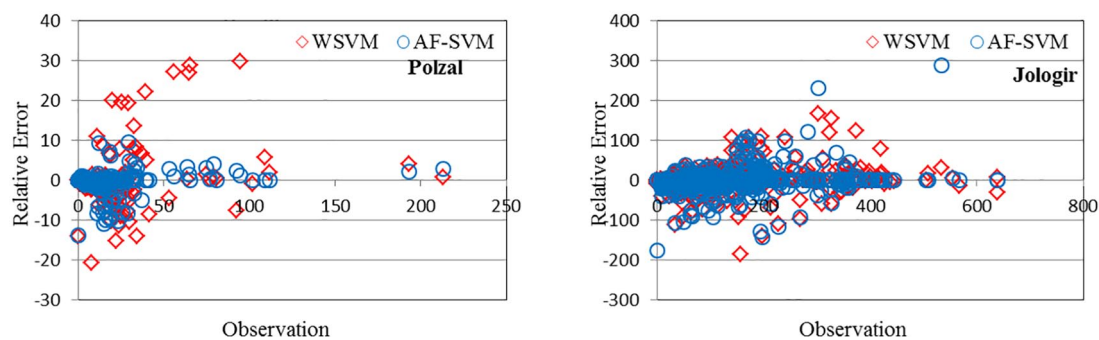 40
30
20
10
0
-10
-20
-30
Relative Error
WSVM AF-SVM
Polzal
0 50 100 150 200 250
Observation
400
300
200
100
0
-100
-200
-300
Relative Error
WSVM AF-SVM
Jologir
0 200 400 600 800
Observation